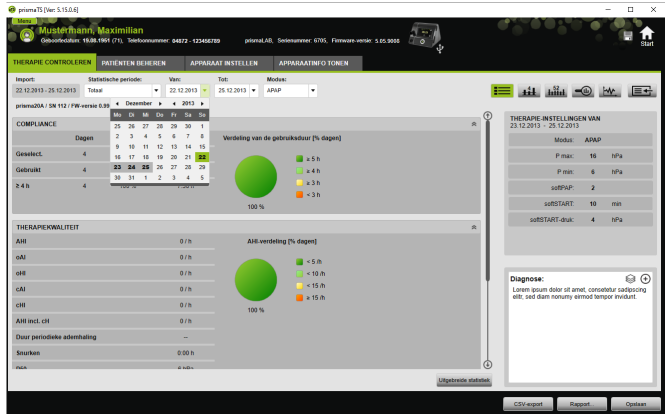 prismaTS [Ver: 5.15.0.6]
Menu
Mustermann, Maximilian
Geboortedatum: 19.08.1961 (71), Telefoonnummer: 04872 - 123456789 prismaLAB, Serienummer: 6705, Firmware-versie: 5.05.9008
Start
THERAPIE CONTROLEREN PATIËNTEN BEHEREN APPARAAT INSTELLEN APPARAATINFO TONEN
Import: Statistische periode: Van: Tot: Modus:
22.12.2013 - 25.12.2013 Totaal 22.12.2013 25.12.2013 APAP
prisma20A / SN 112 / FW-versie 0.99
Dezember 2013
Mo Di Mi Do Fr Sa So
25 26 27 28 29 30 1
2 3 4 5 6 7 8
9 10 11 12 13 14 15
16 17 18 19 20 21 22
23 24 25 26 27 28 29
30 31 1 2 3 4 5
COMPLIANCE
Dagen
Verdeling van de gebruiksduur [% dagen]
Geselect. 4
Gebruikt 4
≥ 4 h 4
≥ 5 h
≥ 4 h
≥ 3 h
< 3 h
100 %
THERAPIEKWALITEIT
AHI 0 / h
AHI-verdeling [% dagen]
oAI 0 / h
oHI 0 / h
cAI 0 / h
cHI 0 / h
AHI incl. cH 0 / h
Duur periodieke ademhaling --
Snurken 0:00 h
< 5 /h
< 10 /h
< 15 /h
≥ 15 /h
100 %
Uitgebreide statistiek
THERAPIE-INSTELLINGEN VAN
23.12.2013 - 25.12.2013
Modus: APAP
P max: 16 hPa
P min: 6 hPa
softPAP: 2
softSTART: 10 min
softSTART-druk: 4 hPa
Diagnose:
Lorem ipsum dolor sit amet, consetetur sadipscing
elitr, sed diam nonumy eirmod tempor invidunt.
CSV-export Rapport... Opslaan